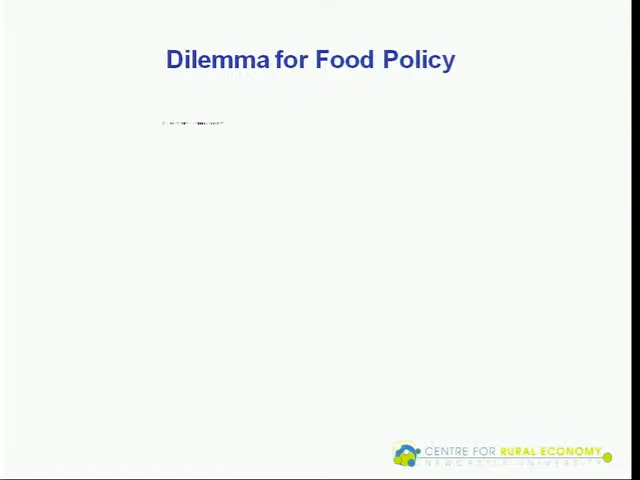 Dilemma for Food Policy
CENTRE FOR RURAL ECONOMY
NEWCASTLE UNIVERSITY